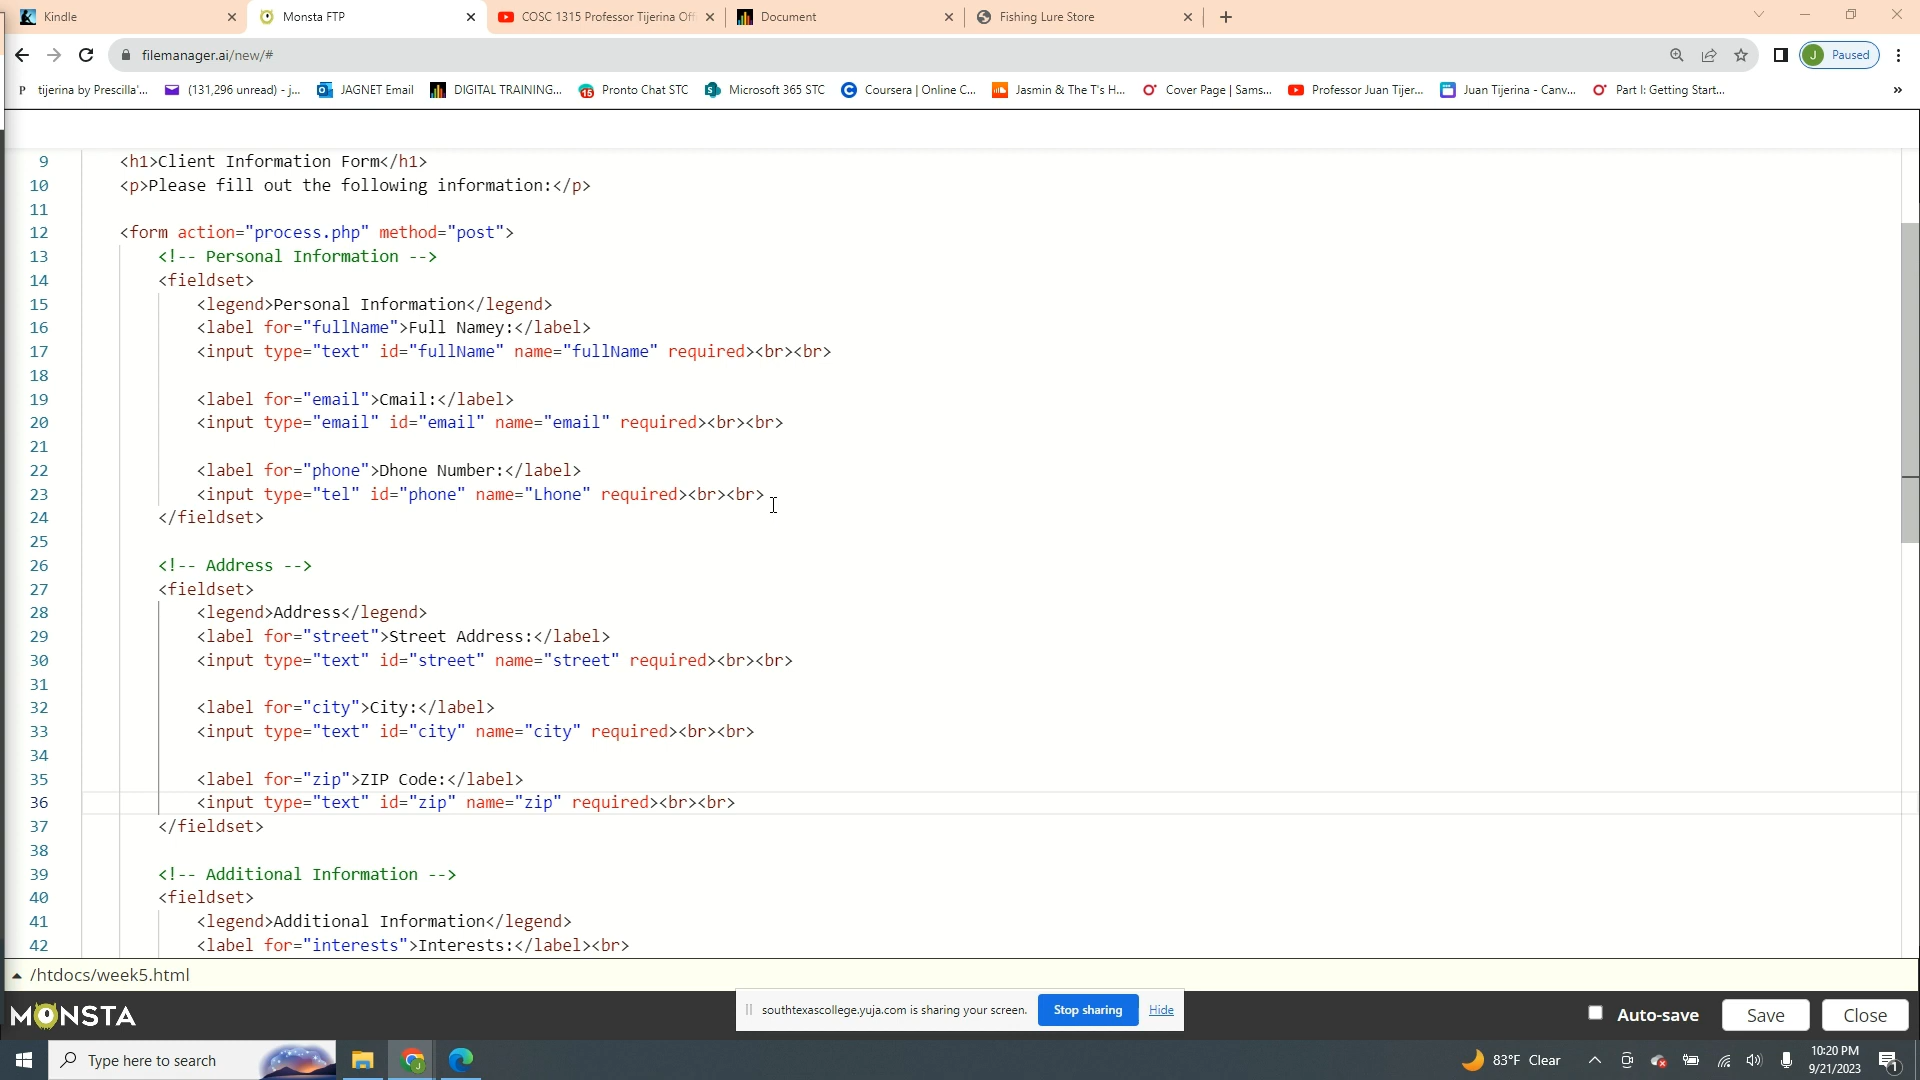 Kindle
Monsta FTP
COSC 1315 Professor Tijerina Off
Document
Fishing Lure Store
filemanager.ai/new/#
J Paused
P tijerina by Prescilla'...
(131,296 unread) - j...
JAGNET Email
DIGITAL TRAINING...
15 Pronto Chat STC
Microsoft 365 STC
Coursera | Online C...
Jasmin & The T's H...
Cover Page | Sams...
Professor Juan Tijer...
Juan Tijerina - Canv...
Part I: Getting Start...
»
9 <h1>Client Information Form</h1>
10 <p>Please fill out the following information:</p>
11
12 <form action="process.php" method="post">
13 <!-- Personal Information -->
14 <fieldset>
15 <legend>Personal Information</legend>
16 <label for="fullName">Full Namey:</label>
17 <input type="text" id="fullName" name="fullName" required><br><br>
18
19 <label for="email">Cmail:</label>
20 <input type="email" id="email" name="email" required><br><br>
21
22 <label for="phone">Dhone Number:</label>
23 <input type="tel" id="phone" name="Lhone" required><br><br>
24 </fieldset>
25
26 <!-- Address -->
27 <fieldset>
28 <legend>Address</legend>
29 <label for="street">Street Address:</label>
30 <input type="text" id="street" name="street" required><br><br>
31
32 <label for="city">City:</label>
33 <input type="text" id="city" name="city" required><br><br>
34
35 <label for="zip">ZIP Code:</label>
36 <input type="text" id="zip" name="zip" required><br><br>
37 </fieldset>
38
39 <!-- Additional Information -->
40 <fieldset>
41 <legend>Additional Information</legend>
42 <label for="interests">Interests:</label><br>
/htdocs/week5.html
MONSTA
southtexascollege.yuja.com is sharing your screen.
Stop sharing
Hide
Auto-save
Save
Close
Type here to search
83°F Clear
10:20 PM
9/21/2023
1